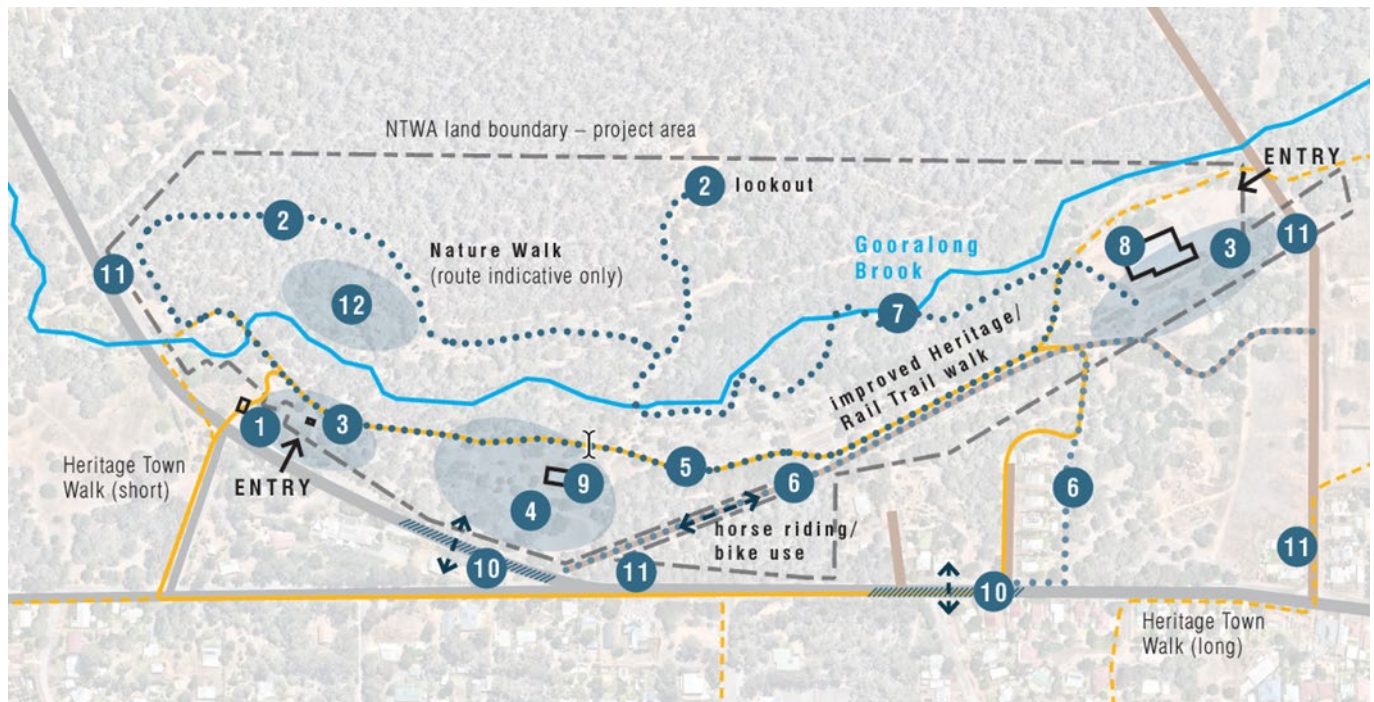 NTWA land boundary – project area
ENTRY
2
lookout
2
Nature Walk
(route indicative only)
Gooralong
Brook
8
3
11
11
12
7
improved Heritage/
Rail Trail walk
1
3
Heritage Town
Walk (short)
ENTRY
5
6
6
9
4
horse riding/
bike use
10
11
10
11
Heritage Town
Walk (long)